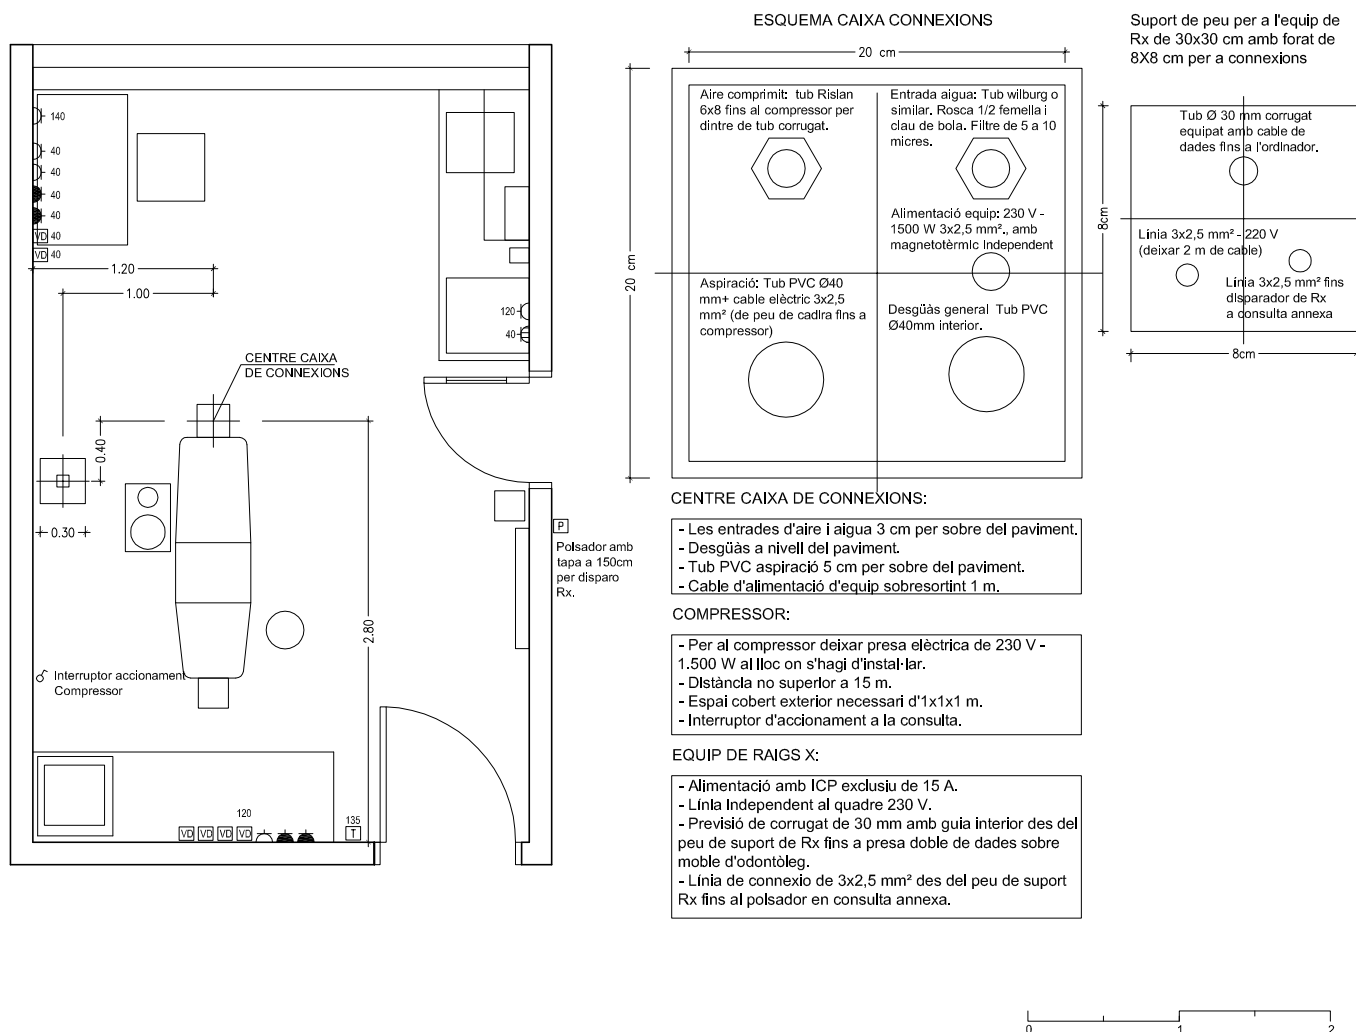 ESQUEMA CAIXA CONNEXIONS
20 cm
20 cm
Aire comprimit: tub Rislan
6x8 fins al compressor per
dintre de tub corrugat.
Entrada aigua: Tub wilburg o
similar. Rosca 1/2 femella i
clau de bola. Filtre de 5 a 10
micres.
Alimentació equip: 230 V -
1500 W 3x2,5 mm²., amb
magnetotèrmic Independent
Aspiració: Tub PVC Ø40
mm+ cable elèctric 3x2,5
mm² (de peu de cadira fins a
compressor)
Desgüàs general Tub PVC
Ø40mm interior.
Suport de peu per a l'equip de
Rx de 30x30 cm amb forat de
8X8 cm per a connexions
Tub Ø 30 mm corrugat
equipat amb cable de
dades fins a l'ordinador.
8cm
Línia 3x2,5 mm² - 220 V
(deixar 2 m de cable)
Línia 3x2,5 mm² fins
disparador de Rx
a consulta annexa
8cm
140
40
40
40
40
VD 40
VD 40
1.20
1.00
120
40
CENTRE CAIXA
DE CONNEXIONS
0.40
0.30
2.80
P
Polsador amb
tapa a 150cm
per disparo
Rx.
Interruptor accionament
Compressor
120
135
VD VD VD VD
T
CENTRE CAIXA DE CONNEXIONS:
- Les entrades d'aire i aigua 3 cm per sobre del paviment.
- Desgüàs a nivell del paviment.
- Tub PVC aspiració 5 cm per sobre del paviment.
- Cable d'alimentació d'equip sobresortint 1 m.
COMPRESSOR:
- Per al compressor deixar presa elèctrica de 230 V -
1.500 W al lloc on s'hagi d'instal·lar.
- Distància no superior a 15 m.
- Espai cobert exterior necessari d'1x1x1 m.
- Interruptor d'accionament a la consulta.
EQUIP DE RAIGS X:
- Alimentació amb ICP exclusiu de 15 A.
- Línia Independent al quadre 230 V.
- Previsió de corrugat de 30 mm amb guia interior des del
peu de suport de Rx fins a presa doble de dades sobre
moble d'odontòleg.
- Línia de connexio de 3x2,5 mm² des del peu de suport
Rx fins al polsador en consulta annexa.
0 1 2